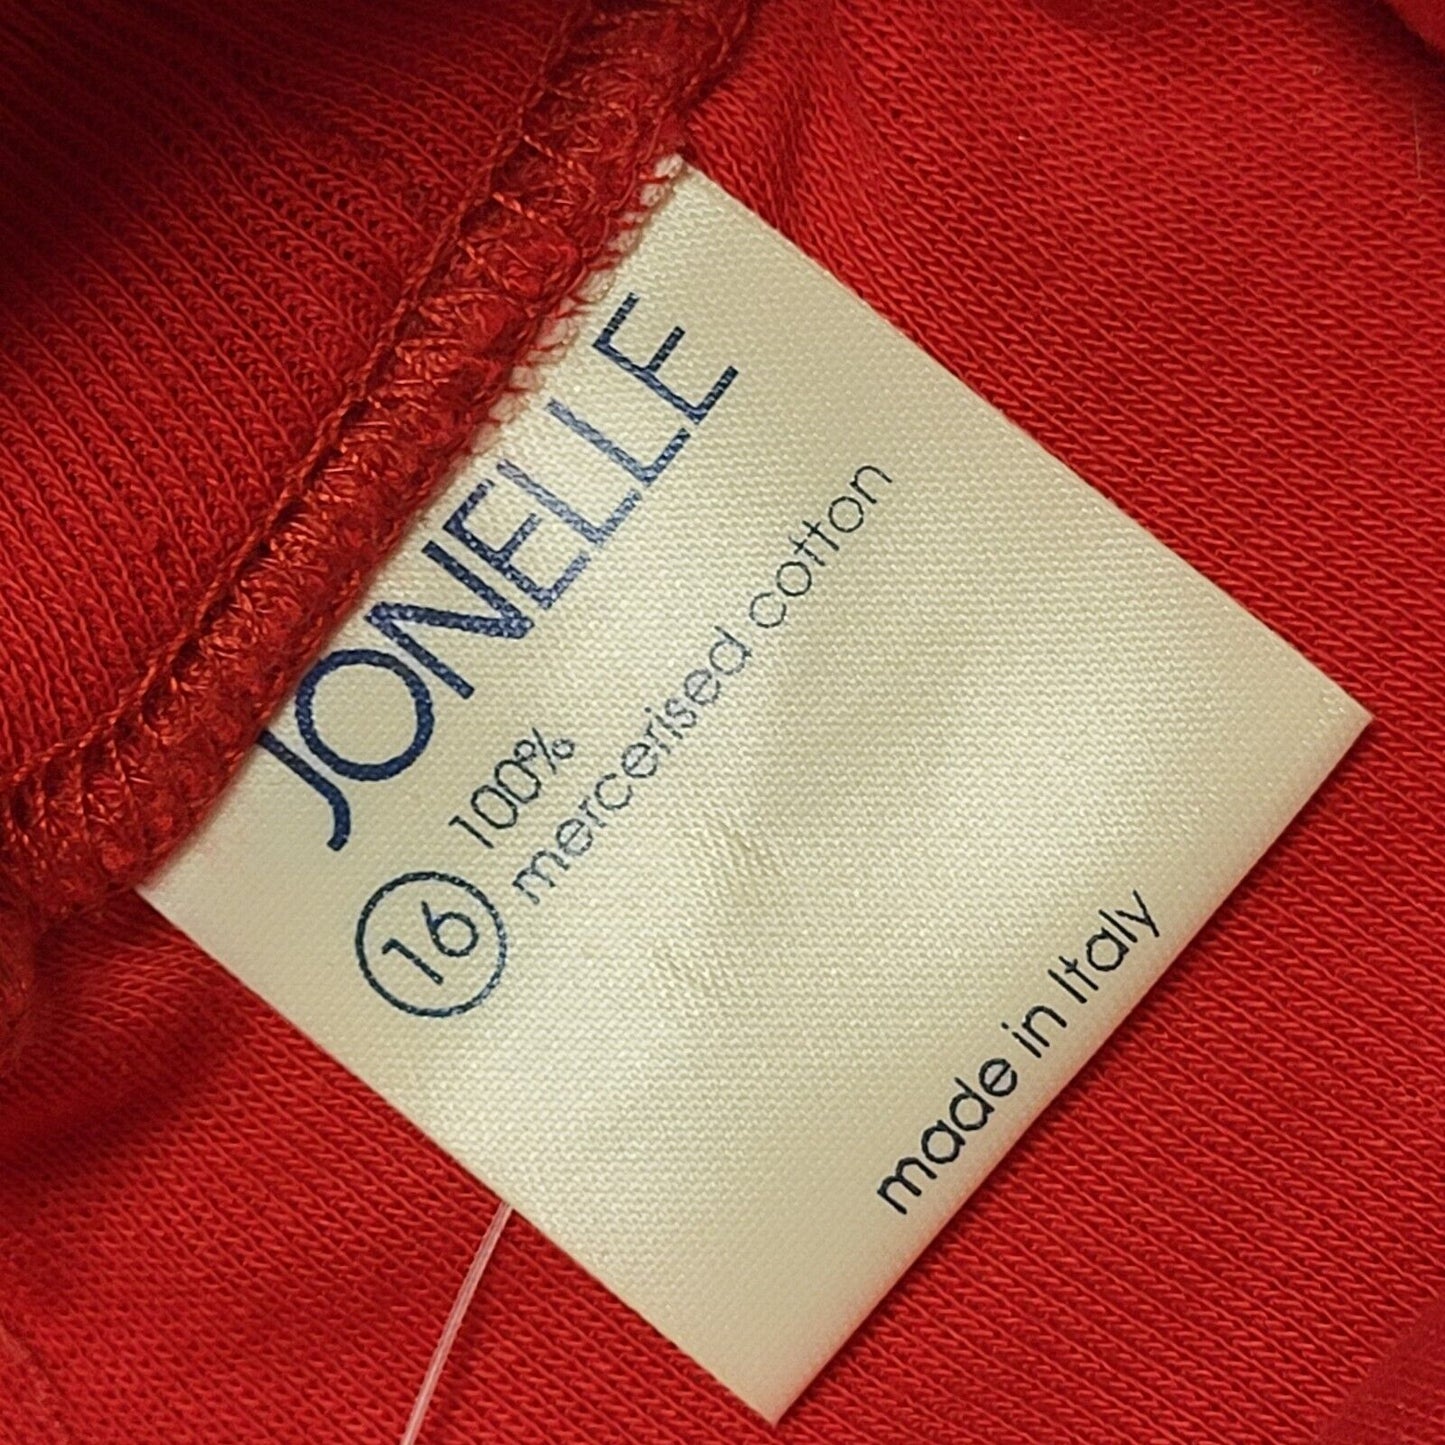 JONELLE
100%
16
mercerised cotton
made in Italy